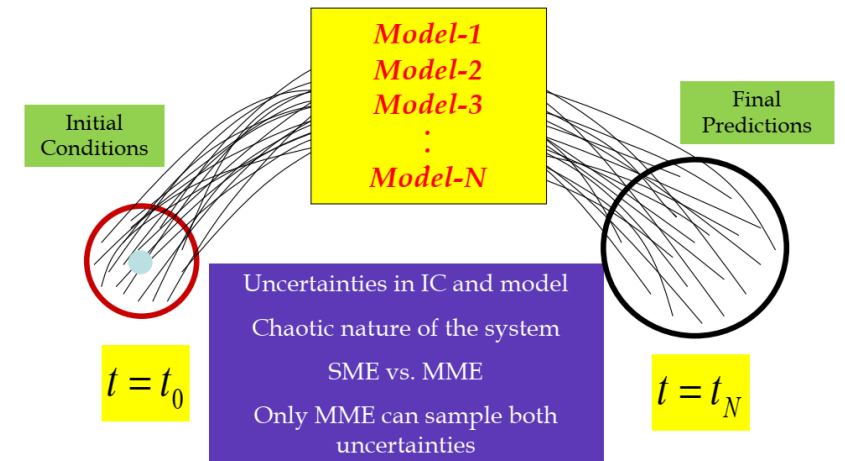 Model-1
Model-2
Model-3
:
Model-N
Initial
Conditions
Final
Predictions
Uncertainties in IC and model
Chaotic nature of the system
SME vs. MME
Only MME can sample both
uncertainties
t = t₀
t = t_N